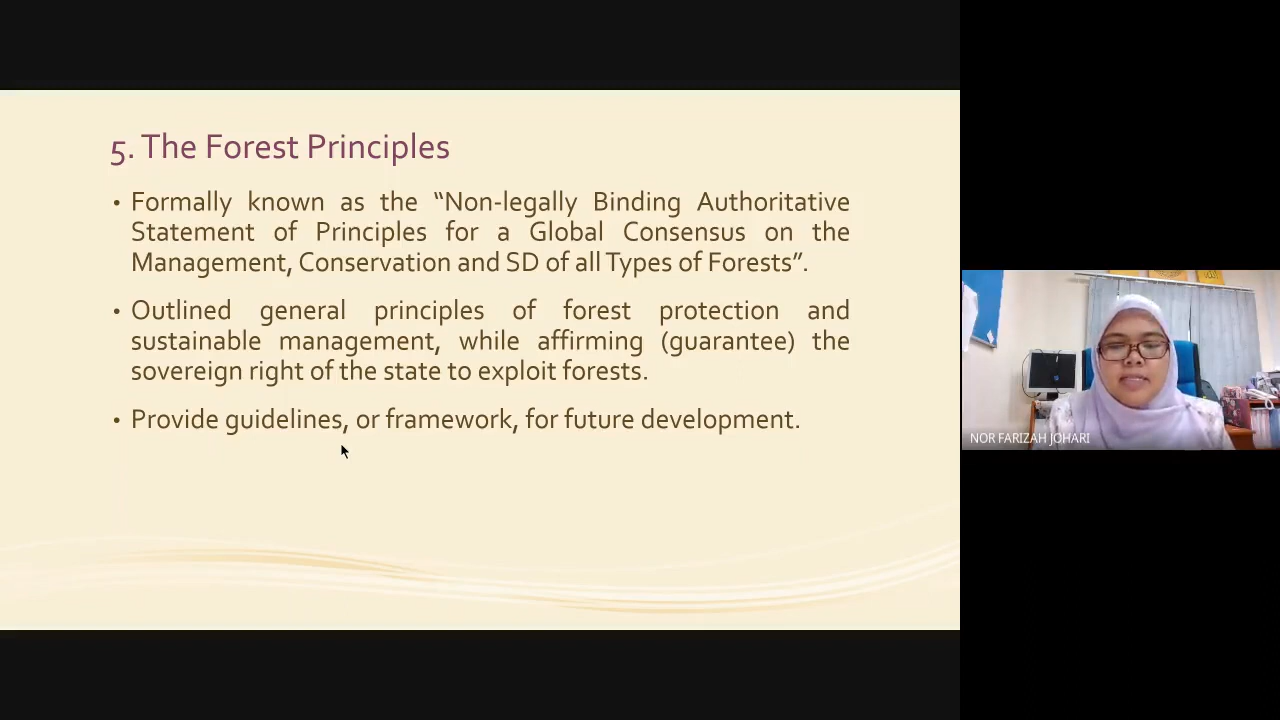 5. The Forest Principles
• Formally known as the “Non-legally Binding Authoritative
Statement of Principles for a Global Consensus on the
Management, Conservation and SD of all Types of Forests”.
• Outlined general principles of forest protection and
sustainable management, while affirming (guarantee) the
sovereign right of the state to exploit forests.
• Provide guidelines, or framework, for future development.
NOR FARIZAH JOHARI